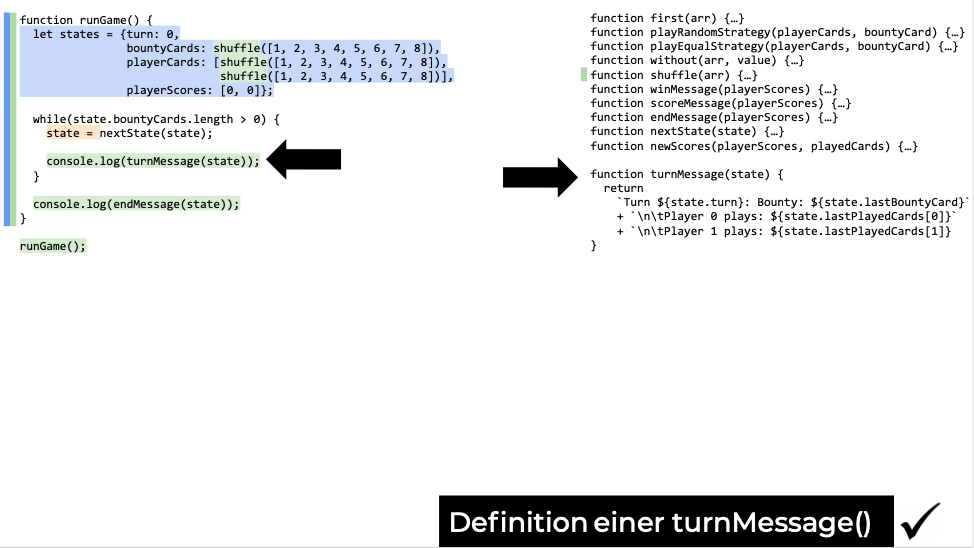 function runGame() {
let states = {turn: 0,
bountyCards: shuffle([1, 2, 3, 4, 5, 6, 7, 8]),
playerCards: [shuffle([1, 2, 3, 4, 5, 6, 7, 8]),
shuffle([1, 2, 3, 4, 5, 6, 7, 8])],
playerScores: [0, 0]};
while(state.bountyCards.length > 0) {
state = nextState(state);
console.log(turnMessage(state));
}
console.log(endMessage(state));
}
runGame();
function first(arr) {…}
function playRandomStrategy(playerCards, bountyCard) {…}
function playEqualStrategy(playerCards, bountyCard) {…}
function without(arr, value) {…}
function shuffle(arr) {…}
function winMessage(playerScores) {…}
function scoreMessage(playerScores) {…}
function endMessage(playerScores) {…}
function nextState(state) {…}
function newScores(playerScores, playedCards) {…}
function turnMessage(state) {
return
`Turn ${state.turn}: Bounty: ${state.lastBountyCard}`
+ `\n\tPlayer 0 plays: ${state.lastPlayedCards[0]}`
+ `\n\tPlayer 1 plays: ${state.lastPlayedCards[1]}
}
Definition einer turnMessage()